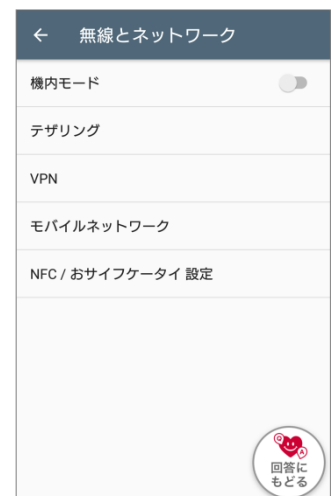 ← 無線とネットワーク
機内モード
テザリング
VPN
モバイルネットワーク
NFC / おサイフケータイ 設定
Q A
回答に
もどる